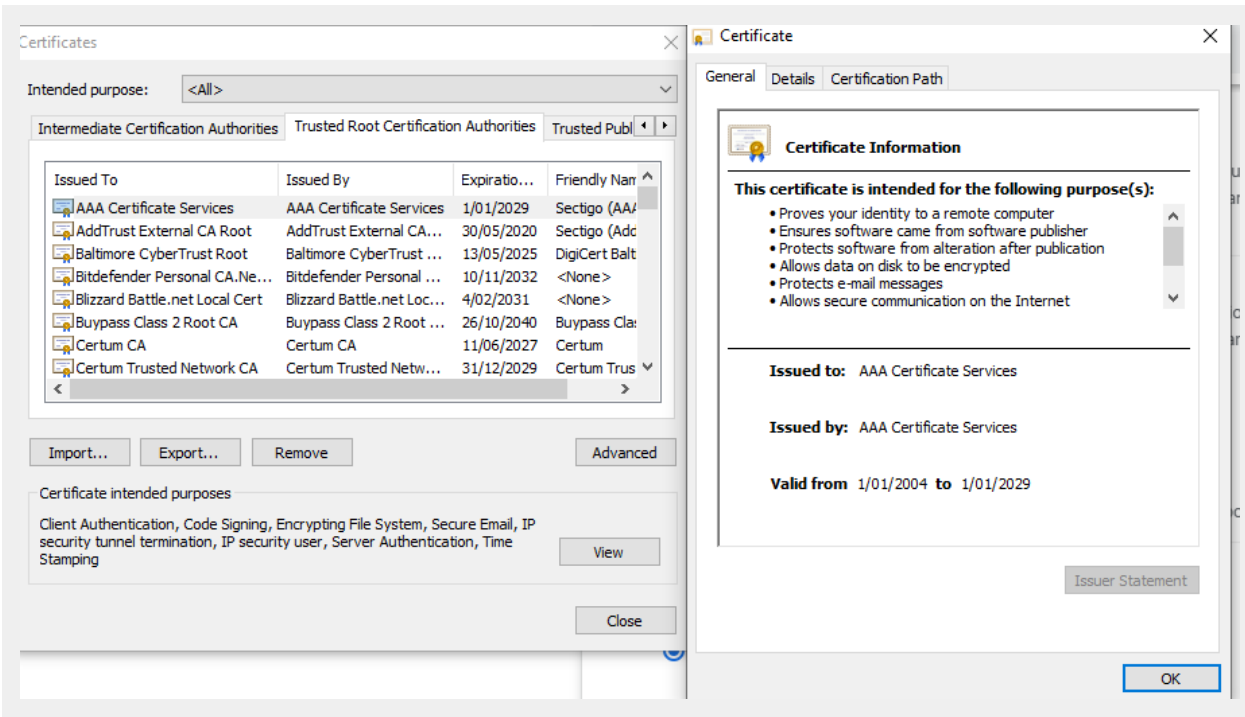 Certificates
Intended purpose: <All>
Intermediate Certification Authorities Trusted Root Certification Authorities Trusted Publ
Issued To Issued By Expiratio... Friendly Nam
AAA Certificate Services AAA Certificate Services 1/01/2029 Sectigo (AAA
AddTrust External CA Root AddTrust External CA... 30/05/2020 Sectigo (Add
Baltimore CyberTrust Root Baltimore CyberTrust ... 13/05/2025 DigiCert Balt
Bitdefender Personal CA.Ne... Bitdefender Personal ... 10/11/2032 <None>
Blizzard Battle.net Local Cert Blizzard Battle.net Loc... 4/02/2031 <None>
Buypass Class 2 Root CA Buypass Class 2 Root ... 26/10/2040 Buypass Clas
Certum CA Certum CA 11/06/2027 Certum
Certum Trusted Network CA Certum Trusted Netw... 31/12/2029 Certum Trus
Import... Export... Remove Advanced
Certificate intended purposes
Client Authentication, Code Signing, Encrypting File System, Secure Email, IP
security tunnel termination, IP security user, Server Authentication, Time
Stamping
View
Close
Certificate
General Details Certification Path
Certificate Information
This certificate is intended for the following purpose(s):
• Proves your identity to a remote computer
• Ensures software came from software publisher
• Protects software from alteration after publication
• Allows data on disk to be encrypted
• Protects e-mail messages
• Allows secure communication on the Internet
Issued to: AAA Certificate Services
Issued by: AAA Certificate Services
Valid from 1/01/2004 to 1/01/2029
Issuer Statement
OK